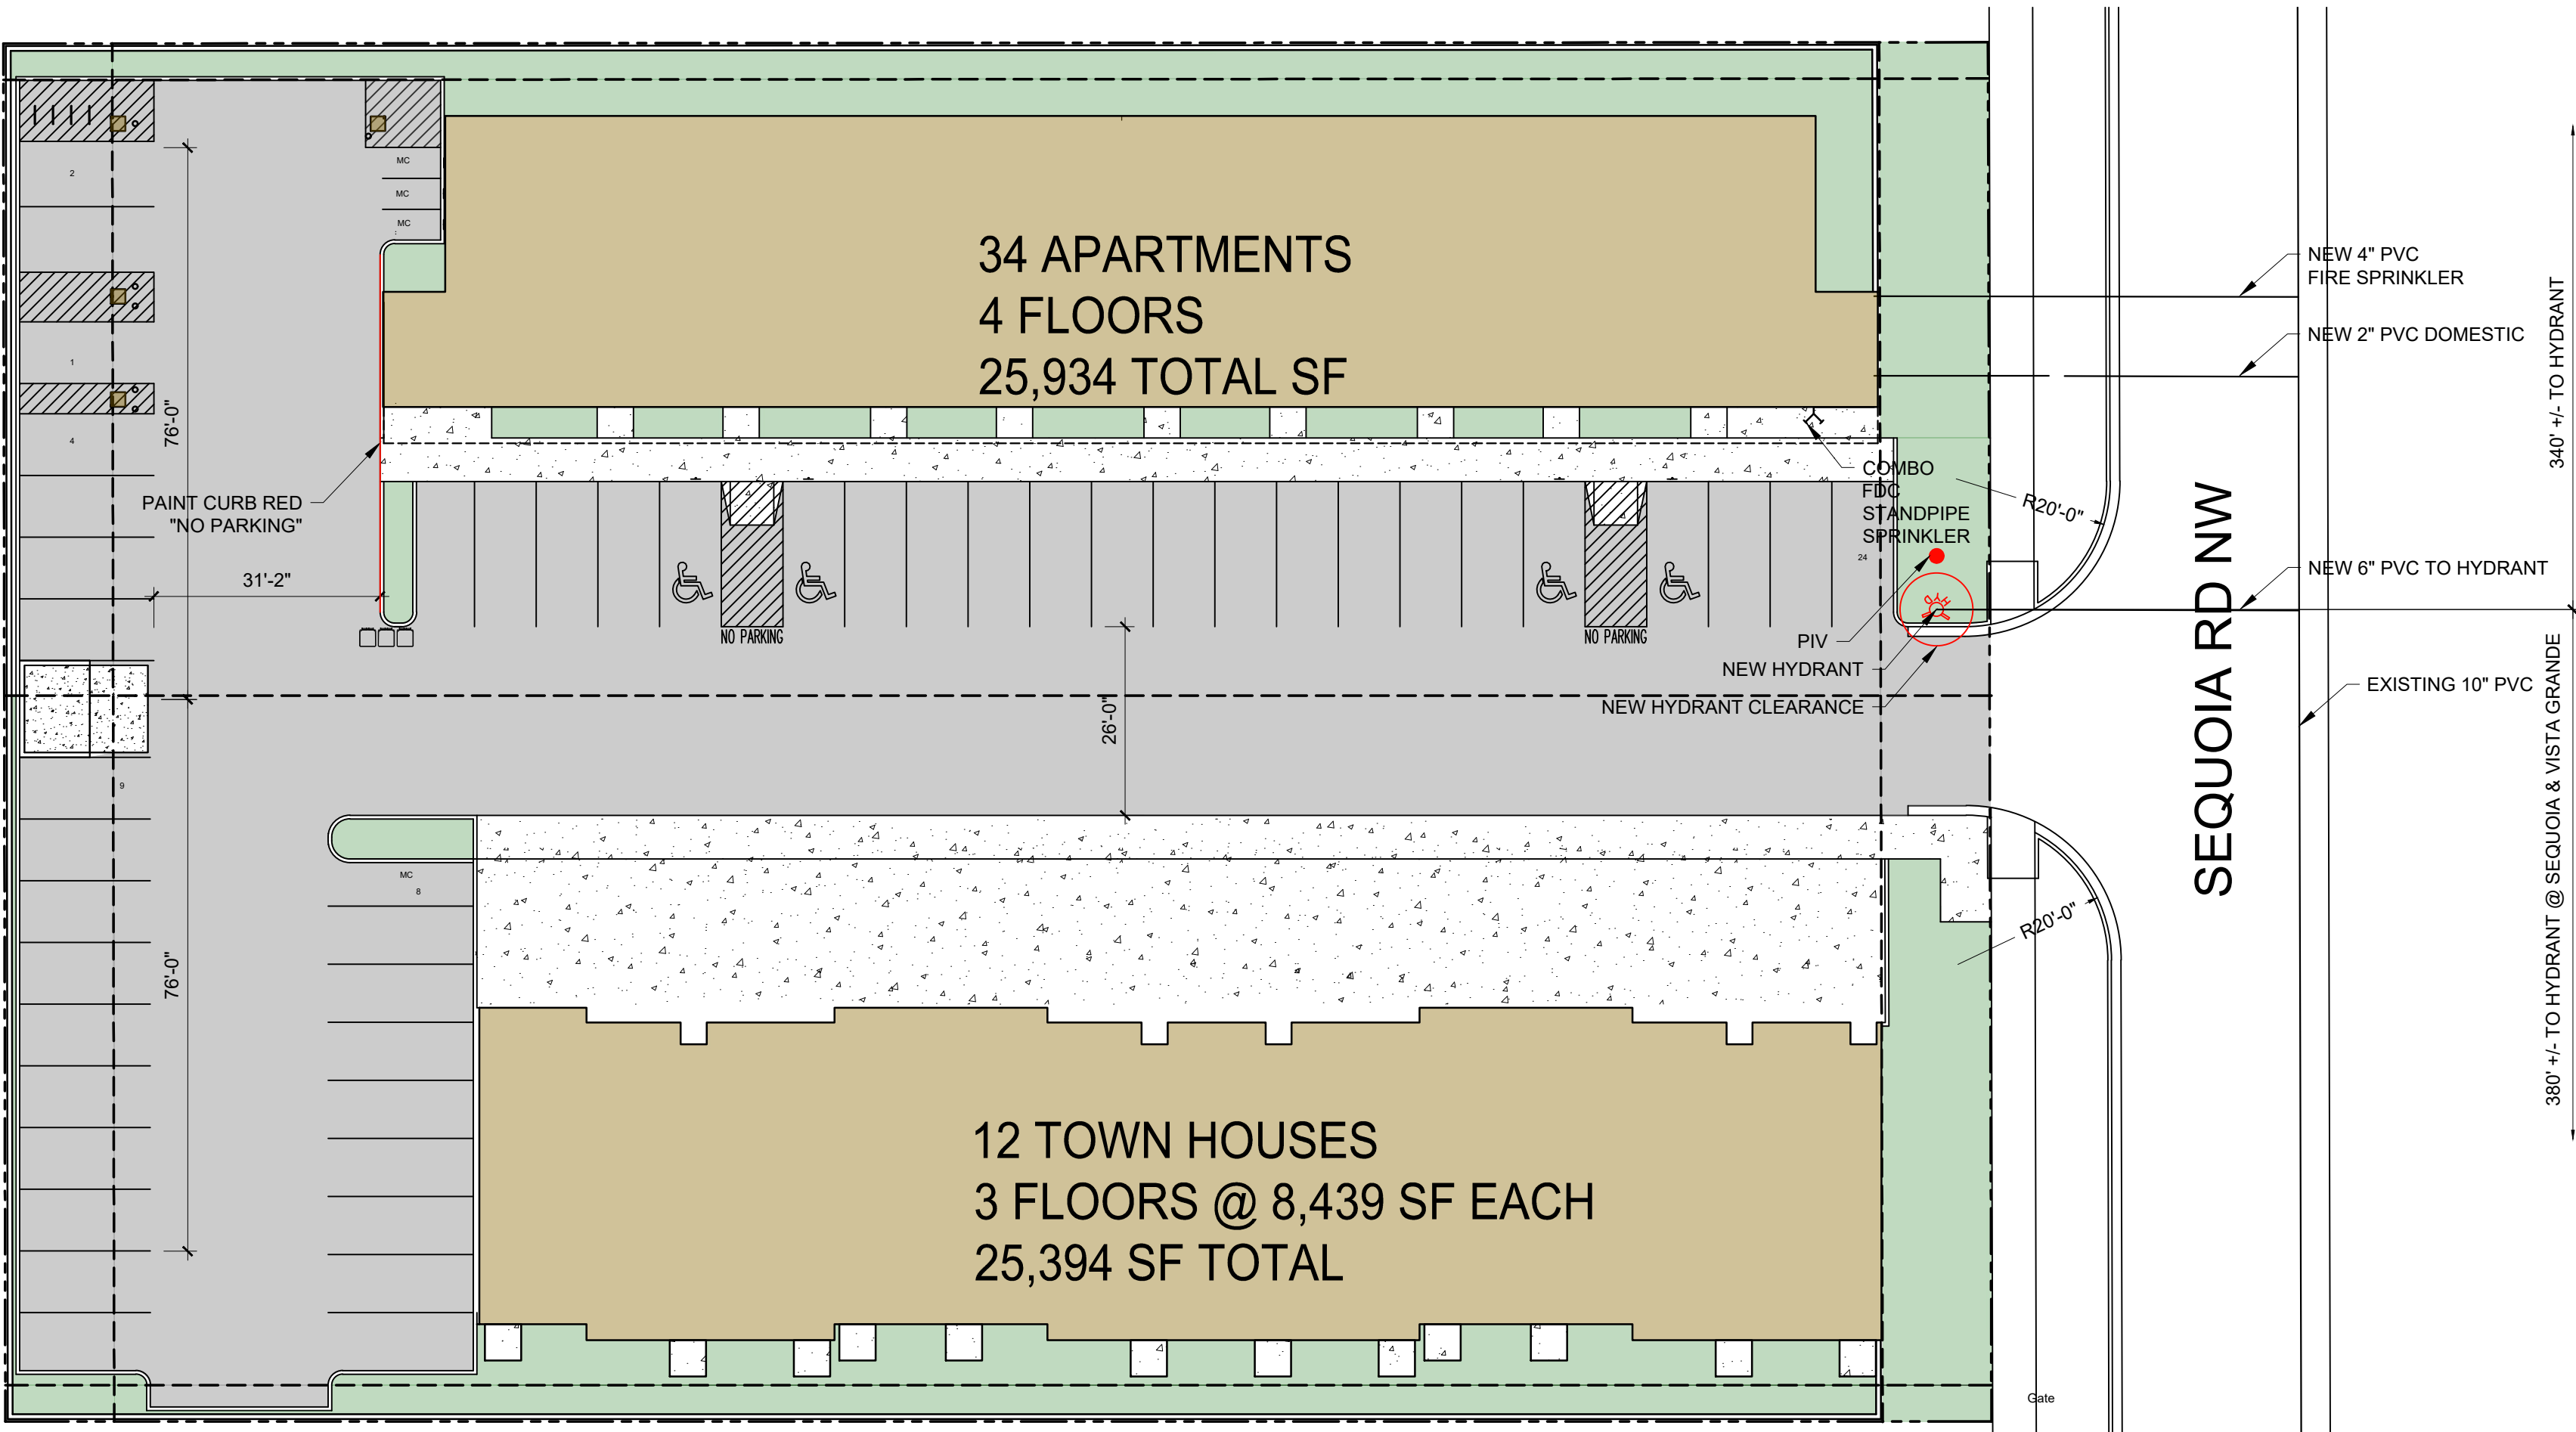 34 APARTMENTS
4 FLOORS
25,934 TOTAL SF
MC
MC
MC
2
1
4
76'-0"
PAINT CURB RED
"NO PARKING"
31'-2"
NO PARKING
NO PARKING
24
COMBO
FDC
STANDPIPE
SPRINKLER
R20'-0"
HYD
PIV
NEW HYDRANT
NEW HYDRANT CLEARANCE
26'-0"
NEW 4" PVC
FIRE SPRINKLER
NEW 2" PVC DOMESTIC
NEW 6" PVC TO HYDRANT
EXISTING 10" PVC
SEQUOIA RD NW
340' +/- TO HYDRANT
380' +/- TO HYDRANT @ SEQUOIA & VISTA GRANDE
9
MC
8
76'-0"
R20'-0"
12 TOWN HOUSES
3 FLOORS @ 8,439 SF EACH
25,394 SF TOTAL
Gate